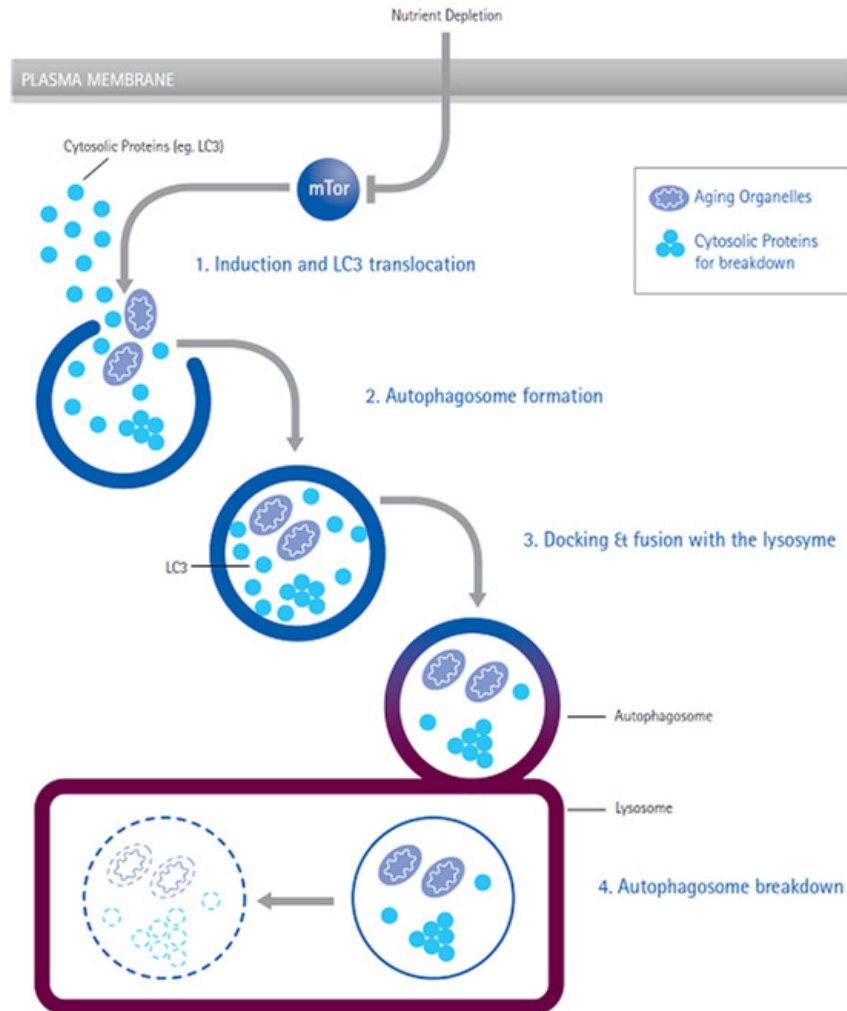 Nutrient Depletion
PLASMA MEMBRANE
Cytosolic Proteins (eg. LC3)
mTor
Aging Organelles
Cytosolic Proteins
for breakdown
1. Induction and LC3 translocation
2. Autophagosome formation
3. Docking & fusion with the lysosyme
LC3
Autophagosome
Lysosome
4. Autophagosome breakdown